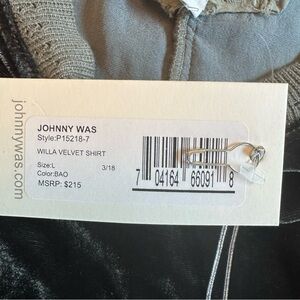 johnnywas.com
JOHNNY WAS
Style:P15218-7
WILLA VELVET SHIRT
Size:L 3/18
Color:BAO
MSRP: $215
7 04164 66091 8